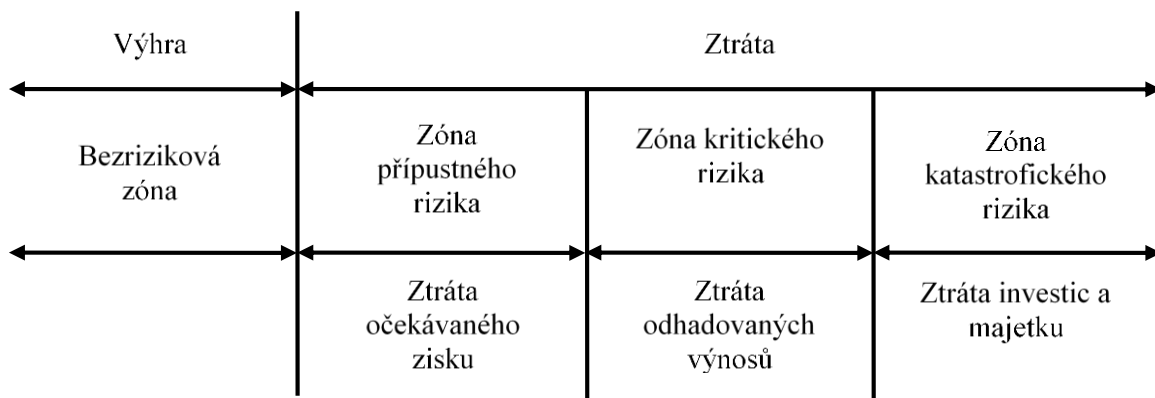 Výhra
Ztráta
Bezriziková
zóna
Zóna
přípustného
rizika
Zóna kritického
rizika
Zóna
katastrofického
rizika
Ztráta
očekávaného
zisku
Ztráta
odhadovaných
výnosů
Ztráta investic a
majetku